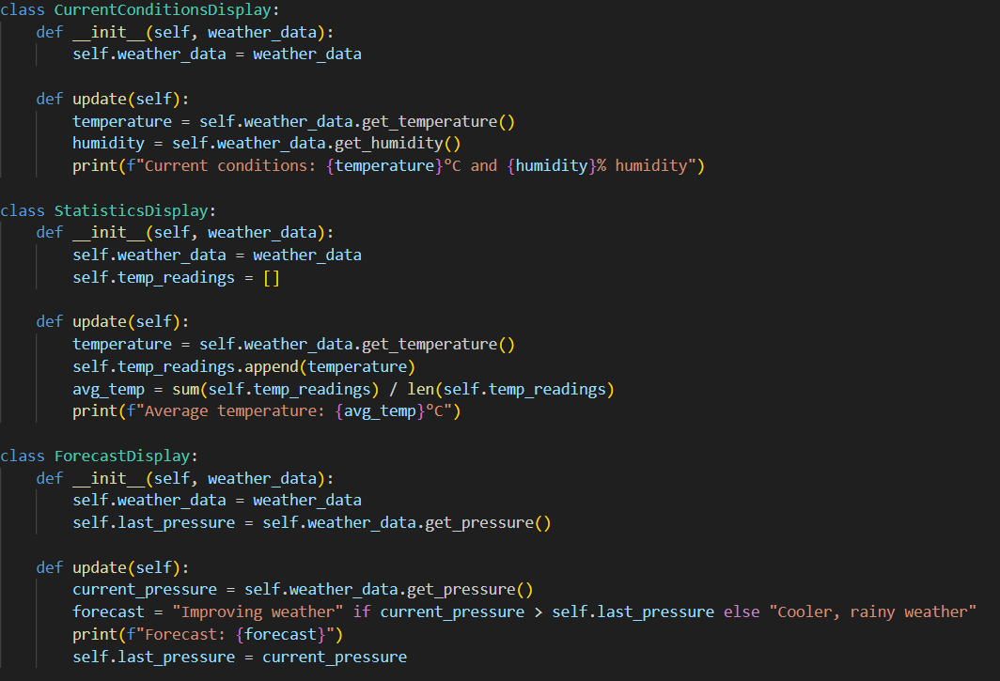 class CurrentConditionsDisplay:
    def __init__(self, weather_data):
        self.weather_data = weather_data

    def update(self):
        temperature = self.weather_data.get_temperature()
        humidity = self.weather_data.get_humidity()
        print(f"Current conditions: {temperature}°C and {humidity}% humidity")

class StatisticsDisplay:
    def __init__(self, weather_data):
        self.weather_data = weather_data
        self.temp_readings = []

    def update(self):
        temperature = self.weather_data.get_temperature()
        self.temp_readings.append(temperature)
        avg_temp = sum(self.temp_readings) / len(self.temp_readings)
        print(f"Average temperature: {avg_temp}°C")

class ForecastDisplay:
    def __init__(self, weather_data):
        self.weather_data = weather_data
        self.last_pressure = self.weather_data.get_pressure()

    def update(self):
        current_pressure = self.weather_data.get_pressure()
        forecast = "Improving weather" if current_pressure > self.last_pressure else "Cooler, rainy weather"
        print(f"Forecast: {forecast}")
        self.last_pressure = current_pressure